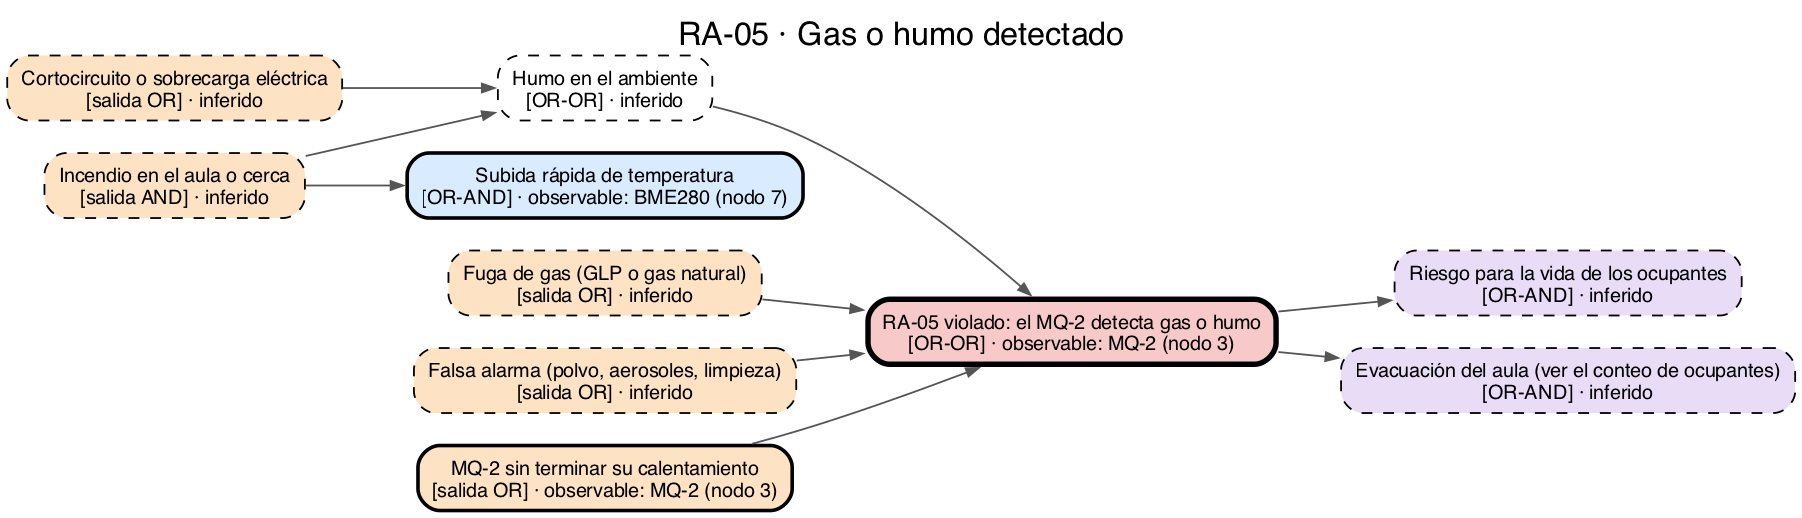 RA-05 · Gas o humo detectado
Cortocircuito o sobrecarga eléctrica
[salida OR] · inferido
Humo en el ambiente
[OR-OR] · inferido
Incendio en el aula o cerca
[salida AND] · inferido
Subida rápida de temperatura
[OR-AND] · observable: BME280 (nodo 7)
Fuga de gas (GLP o gas natural)
[salida OR] · inferido
Falsa alarma (polvo, aerosoles, limpieza)
[salida OR] · inferido
MQ-2 sin terminar su calentamiento
[salida OR] · observable: MQ-2 (nodo 3)
RA-05 violado: el MQ-2 detecta gas o humo
[OR-OR] · observable: MQ-2 (nodo 3)
Riesgo para la vida de los ocupantes
[OR-AND] · inferido
Evacuación del aula (ver el conteo de ocupantes)
[OR-AND] · inferido